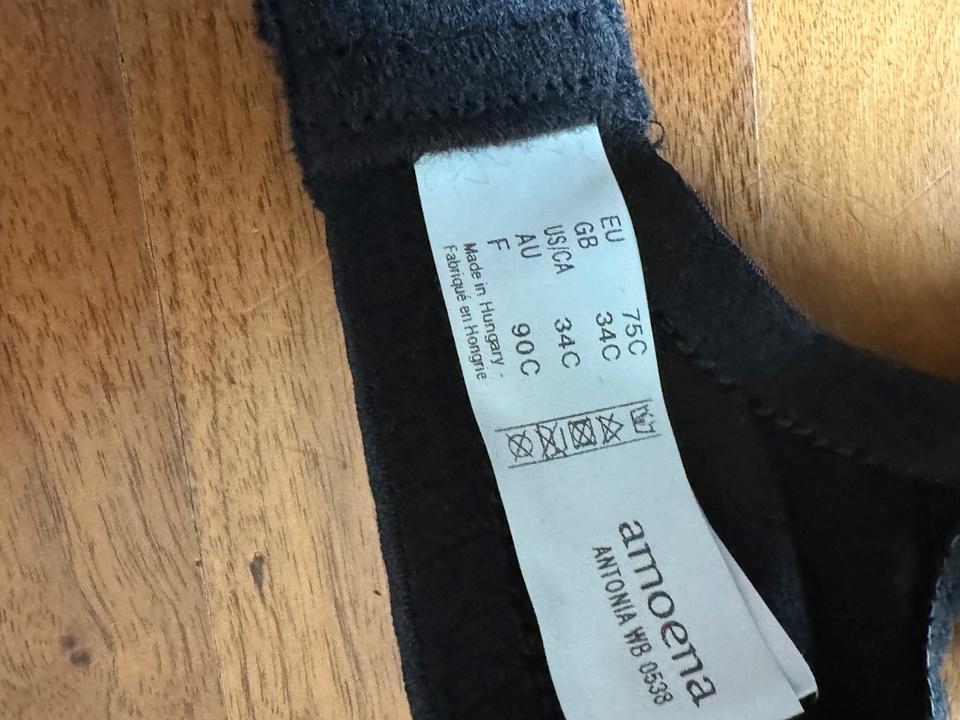 EU 75C
GB 34C
US/CA 34C
AU
F 90C
Made in Hungary
Fabriqué en Hongrie
amoena
ANTONIA WB 0538